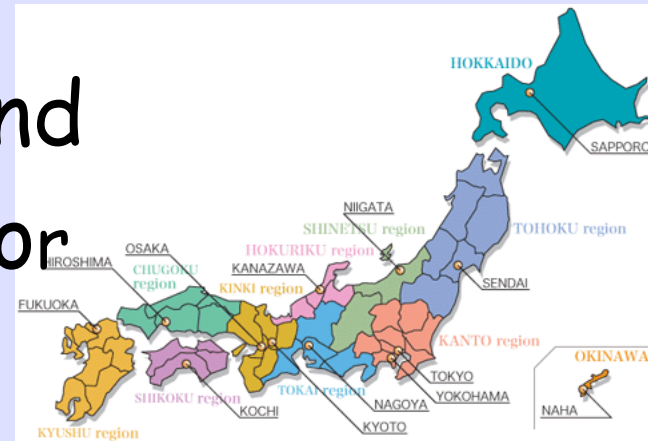 HOKKAIDO
nd
SAPPORO
NIIGATA
SHINETSU region
TOHOKU region
or
OSAKA
HOKURIKU region
HIROSHIMA
CHUGOKU
region
KANAZAWA
KINKI region
SENDAI
FUKUOKA
KANTO region
OKINAWA
TOKYO
SHIKOKU region
TOKAI region
YOKOHAMA
NAGOYA
NAHA
KOCHI
KYOTO
KYUSHU region